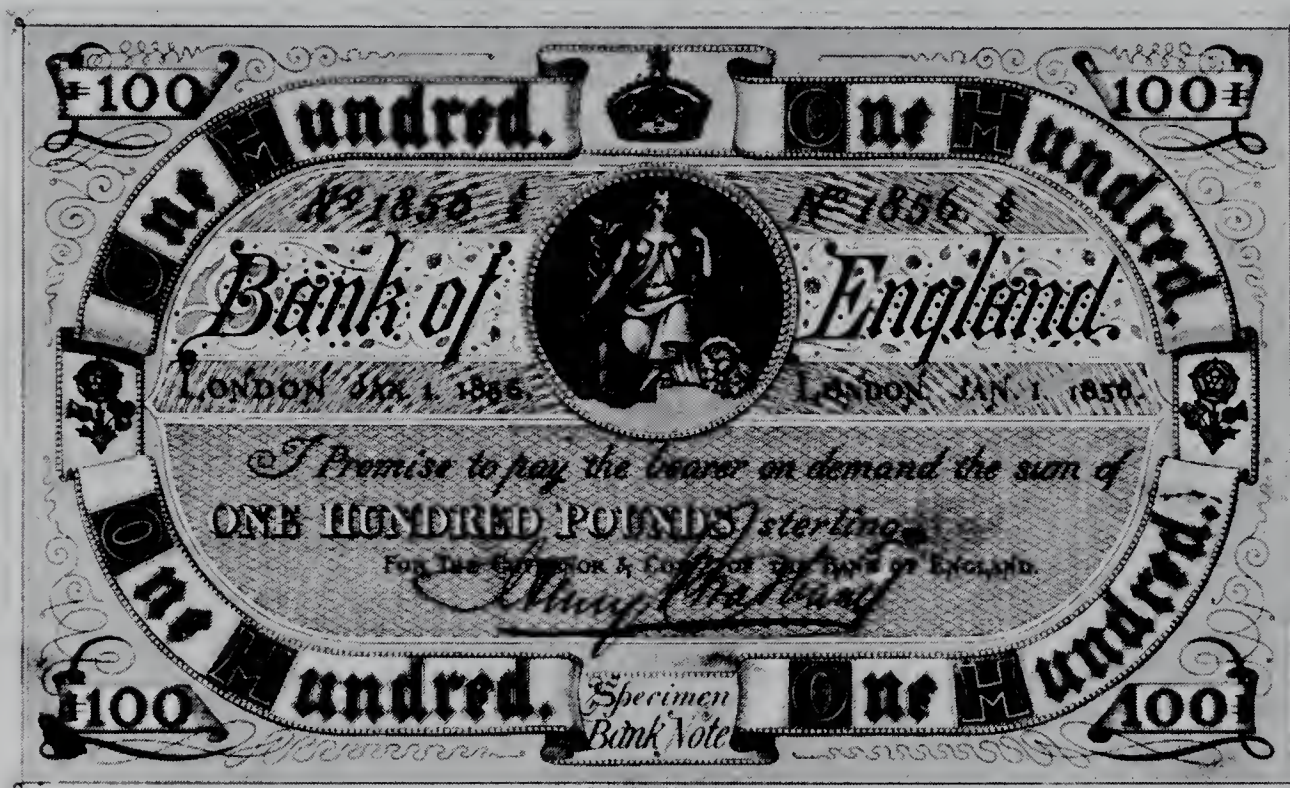 100
One Hundred.
One Hundred.
100
No 1856
No 1856
Bank of
England.
LONDON JAN. 1. 1856.
LONDON JAN. 1. 1856.
I Promise to pay the bearer on demand the sum of
ONE HUNDRED POUNDS sterling
FOR THE GOVERNOR & COMPY OF THE BANK OF ENGLAND.
One Hundred.
One Hundred.
100
Specimen
Bank Note
100